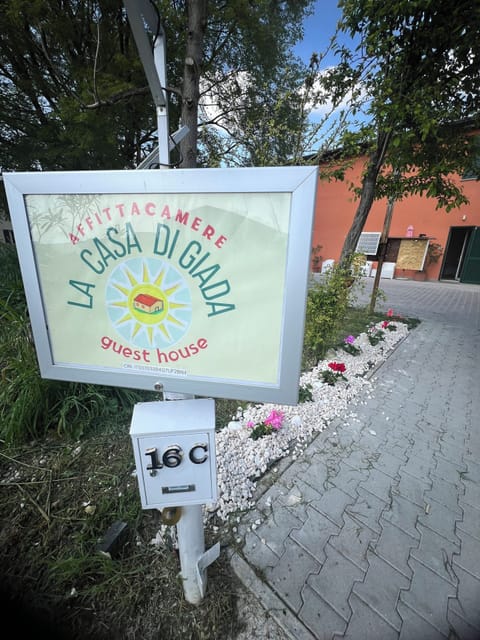 AFFITTACAMERE
LA CASA DI GIADA
guest house
16 C